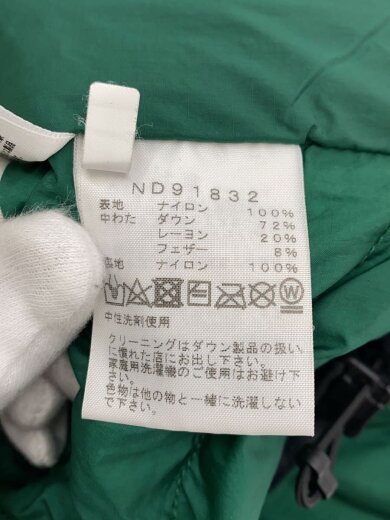 ND91832
表地 ナイロン 100%
中わた ダウン 72%
レーヨン 20%
フェザー 8%
裏地 ナイロン 100%
中性洗剤使用
クリーニングはダウン製品の扱い
に慣れた店にお出し下さい。
家庭用洗濯機のご使用はお避け下
さい。
色物は他の物と一緒に洗濯しない
で下さい。